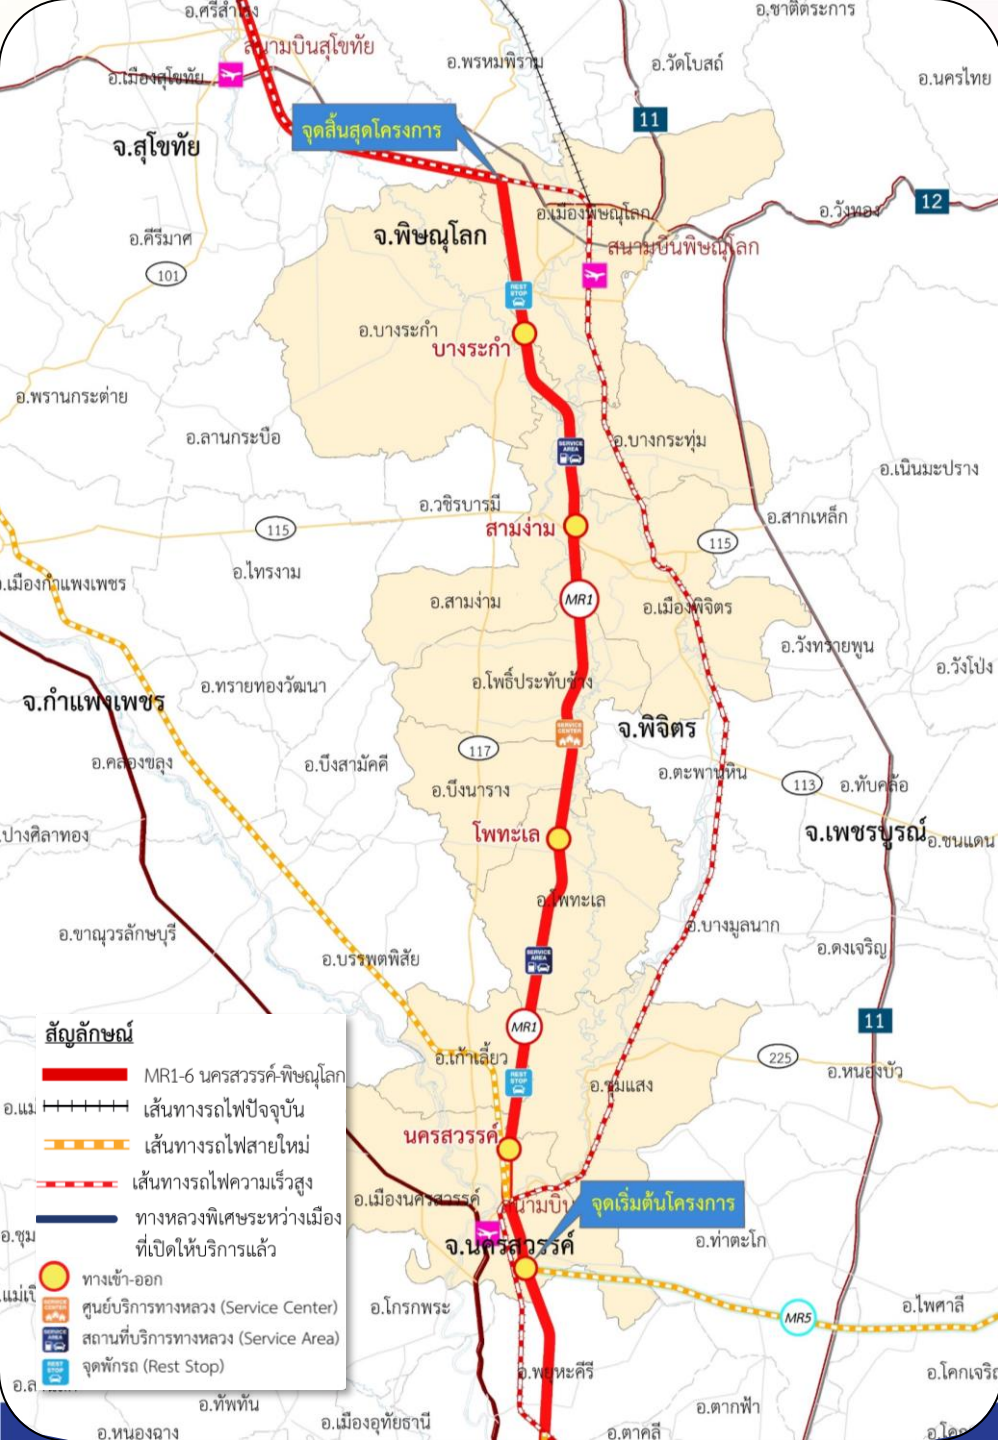 อ.ศรีสำโรง
อ.ชาติตระการ
สนามบินสุโขทัย
อ.พรหมพิราม
อ.วัดโบสถ์
อ.เมืองสุโขทัย
อ.นครไทย
11
จุดสิ้นสุดโครงการ
จ.สุโขทัย
12
อ.เมืองพิษณุโลก
อ.วังทอง
จ.พิษณุโลก
อ.คีรีมาศ
สนามบินพิษณุโลก
101
REST STOP
อ.บางระกำ
บางระกำ
อ.พรานกระต่าย
อ.ลานกระบือ
อ.บางกระทุ่ม
SERVICE AREA
อ.เนินมะปราง
อ.วชิรบารมี
อ.สากเหล็ก
115
สามง่าม
115
อ.ไทรงาม
อ.เมืองกำแพงเพชร
อ.สามง่าม
MR1
อ.เมืองพิจิตร
อ.วังทรายพูน
อ.วังโป่ง
อ.ทรายทองวัฒนา
อ.โพธิ์ประทับช้าง
จ.กำแพงเพชร
SERVICE CENTER
จ.พิจิตร
117
อ.คลองขลุง
อ.บึงสามัคคี
อ.ตะพานหิน
113
อ.ทับคล้อ
อ.บึงนาราง
.ปางศิลาทอง
โพทะเล
จ.เพชรบูรณ์
อ.ชนแดน
อ.โพทะเล
อ.บางมูลนาก
อ.ขาณุวรลักษบุรี
อ.ดงเจริญ
อ.บรรพตพิสัย
SERVICE AREA
11
MR1
อ.เก้าเลี้ยว
225
อ.หนองบัว
REST STOP
อ.ชุมแสง
นครสวรรค์
อ.เมืองนครสวรรค์
สนามบิน
จุดเริ่มต้นโครงการ
จ.นครสวรรค์
อ.ท่าตะโก
อ.โกรกพระ
อ.ไพศาลี
MR5
อ.พยุหะคีรี
อ.โคกเจริญ
อ.ทัพทัน
อ.ตากฟ้า
อ.เมืองอุทัยธานี
อ.หนองฉาง
อ.ตาคลี
สัญลักษณ์
MR1-6 นครสวรรค์-พิษณุโลก
เส้นทางรถไฟปัจจุบัน
เส้นทางรถไฟสายใหม่
เส้นทางรถไฟความเร็วสูง
ทางหลวงพิเศษระหว่างเมือง
ที่เปิดให้บริการแล้ว
ทางเข้า-ออก
SERVICE CENTER ศูนย์บริการทางหลวง (Service Center)
SERVICE AREA สถานที่บริการทางหลวง (Service Area)
REST STOP จุดพักรถ (Rest Stop)